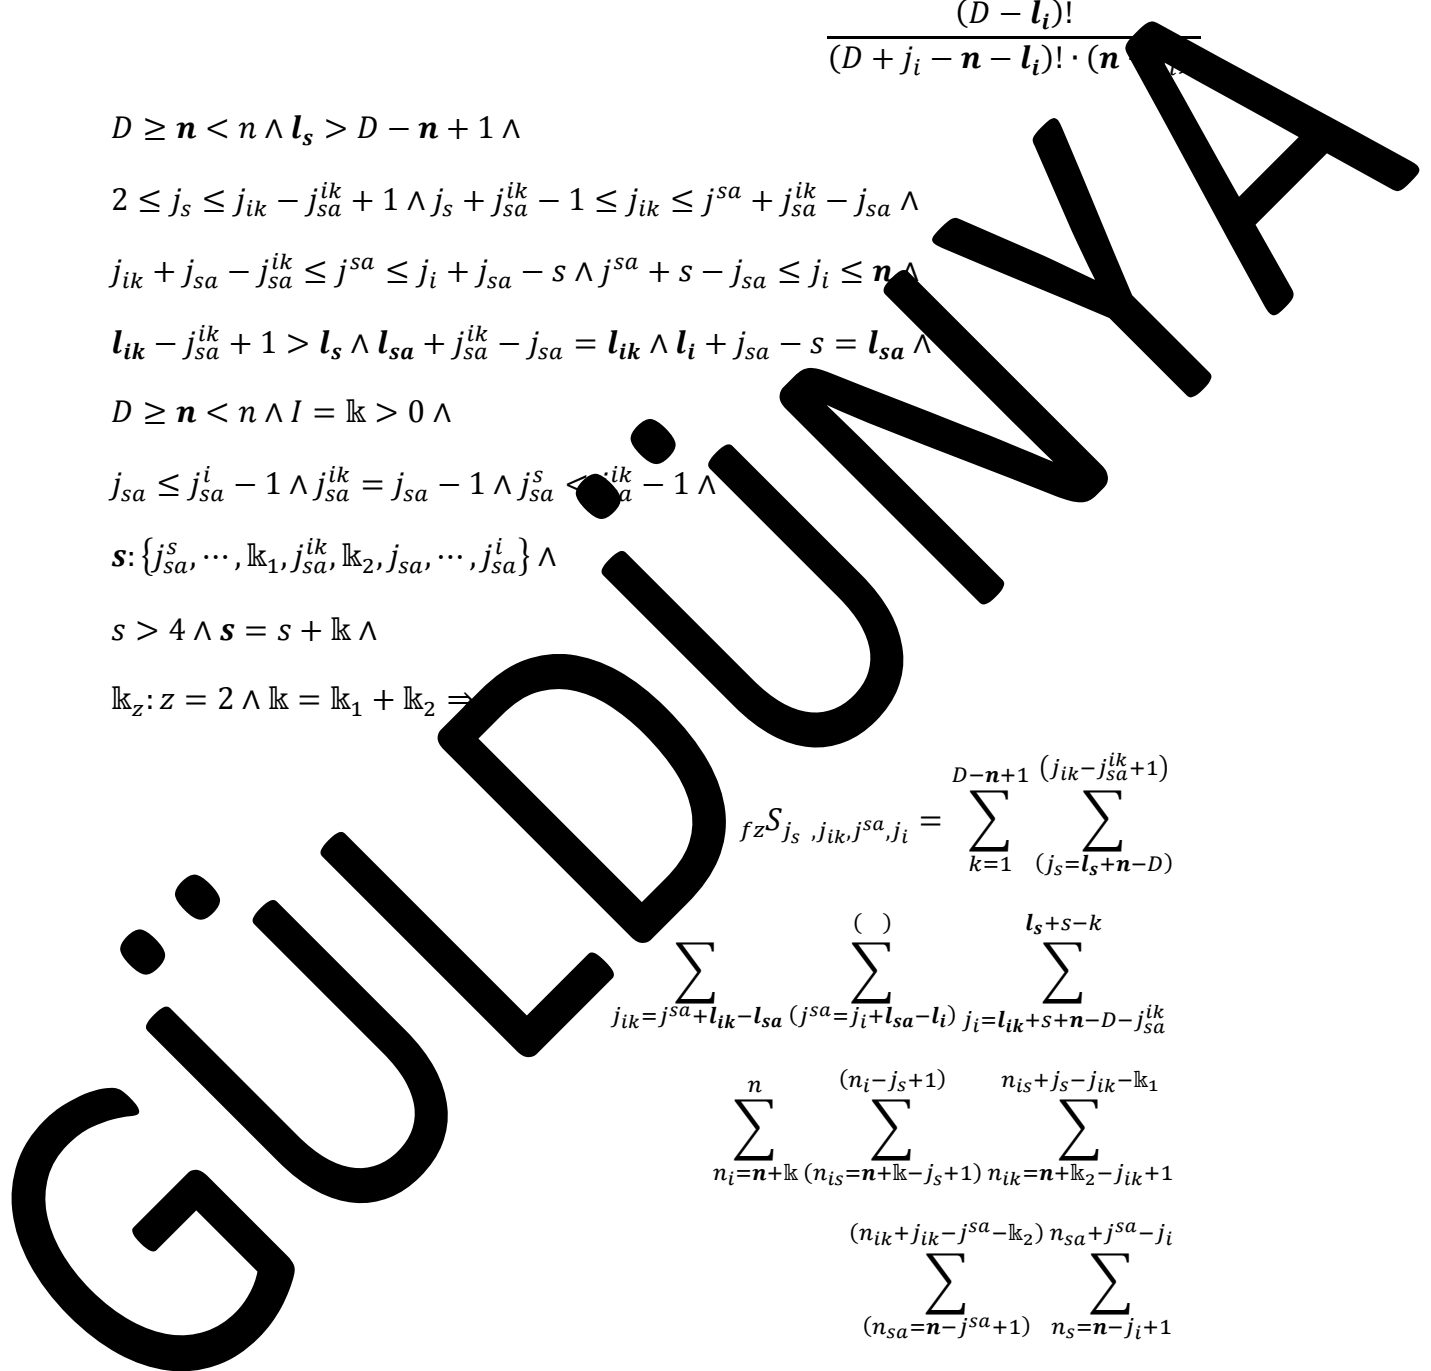 (D − l_i)!
(D + j_i − n − l_i)! · (n
D ≥ n < n ∧ l_s > D − n + 1 ∧
2 ≤ j_s ≤ j_ik − j_sa^ik + 1 ∧ j_s + j_sa^ik − 1 ≤ j_ik ≤ j^sa + j_sa^ik − j_sa ∧
j_ik + j_sa − j_sa^ik ≤ j^sa ≤ j_i + j_sa − s ∧ j^sa + s − j_sa ≤ j_i ≤ n ∧
l_ik − j_sa^ik + 1 > l_s ∧ l_sa + j_sa^ik − j_sa = l_ik ∧ l_i + j_sa − s = l_sa ∧
D ≥ n < n ∧ I = 𝕜 > 0 ∧
j_sa ≤ j_sa^i − 1 ∧ j_sa^ik = j_sa − 1 ∧ j_sa^s < j_sa^ik − 1 ∧
s: {j_sa^s, ⋯ , 𝕜_1, j_sa^ik, 𝕜_2, j_sa, ⋯ , j_sa^i} ∧
s > 4 ∧ s = s + 𝕜 ∧
𝕜_z: z = 2 ∧ 𝕜 = 𝕜_1 + 𝕜_2 ⇒
D−n+1 (j_ik−j_sa^ik+1)
_fz S_{j_s ,j_ik,j^sa,j_i} = ∑ ∑
k=1 (j_s=l_s+n−D)
( ) l_s+s−k
∑ ∑ ∑
j_ik=j^sa+l_ik−l_sa (j^sa=j_i+l_sa−l_i) j_i=l_ik+s+n−D−j_sa^ik
n (n_i−j_s+1) n_is+j_s−j_ik−𝕜_1
∑ ∑ ∑
n_i=n+𝕜 (n_is=n+𝕜−j_s+1) n_ik=n+𝕜_2−j_ik+1
(n_ik+j_ik−j^sa−𝕜_2) n_sa+j^sa−j_i
∑ ∑
(n_sa=n−j^sa+1) n_s=n−j_i+1
GÜLDÜNYA